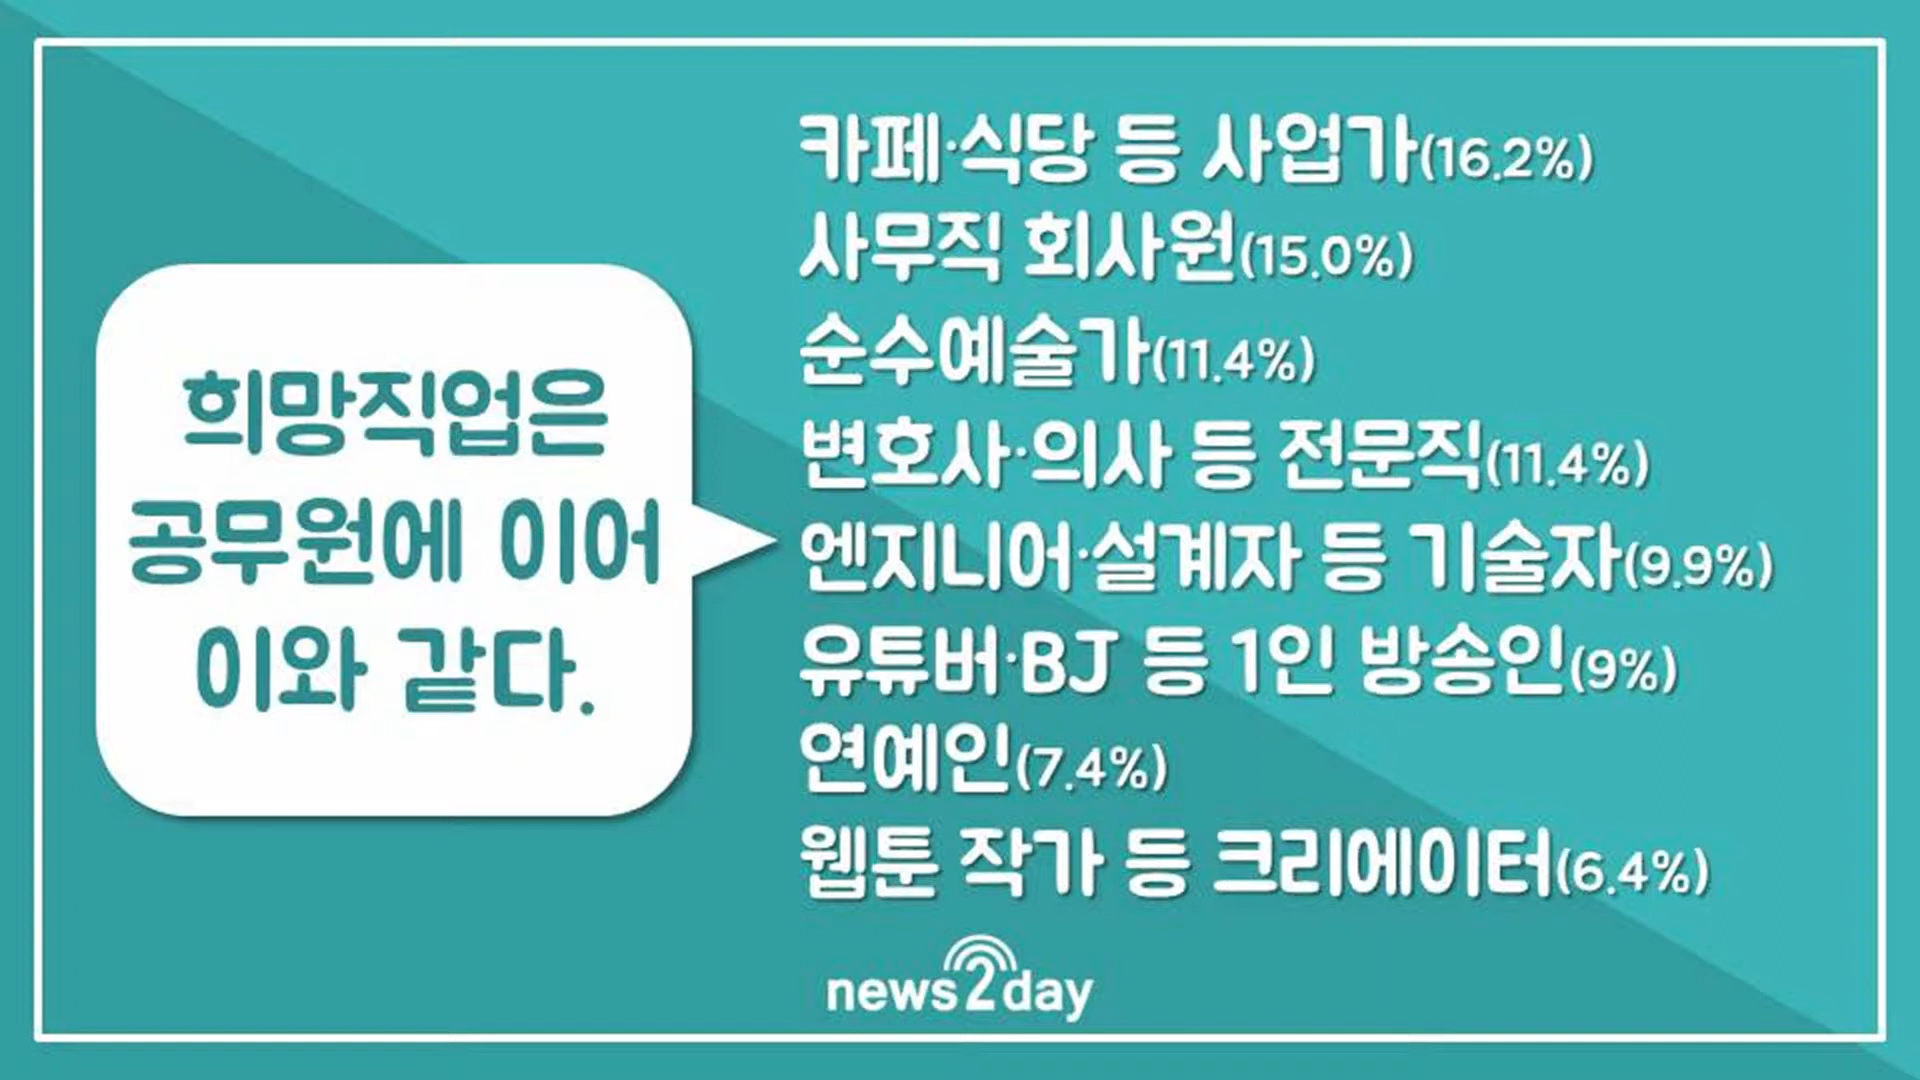 희망직업은
공무원에 이어
이와 같다.
카페·식당 등 사업가(16.2%)
사무직 회사원(15.0%)
순수예술가(11.4%)
변호사·의사 등 전문직(11.4%)
엔지니어·설계자 등 기술자(9.9%)
유튜버·BJ 등 1인 방송인(9%)
연예인(7.4%)
웹툰 작가 등 크리에이터(6.4%)
news2day